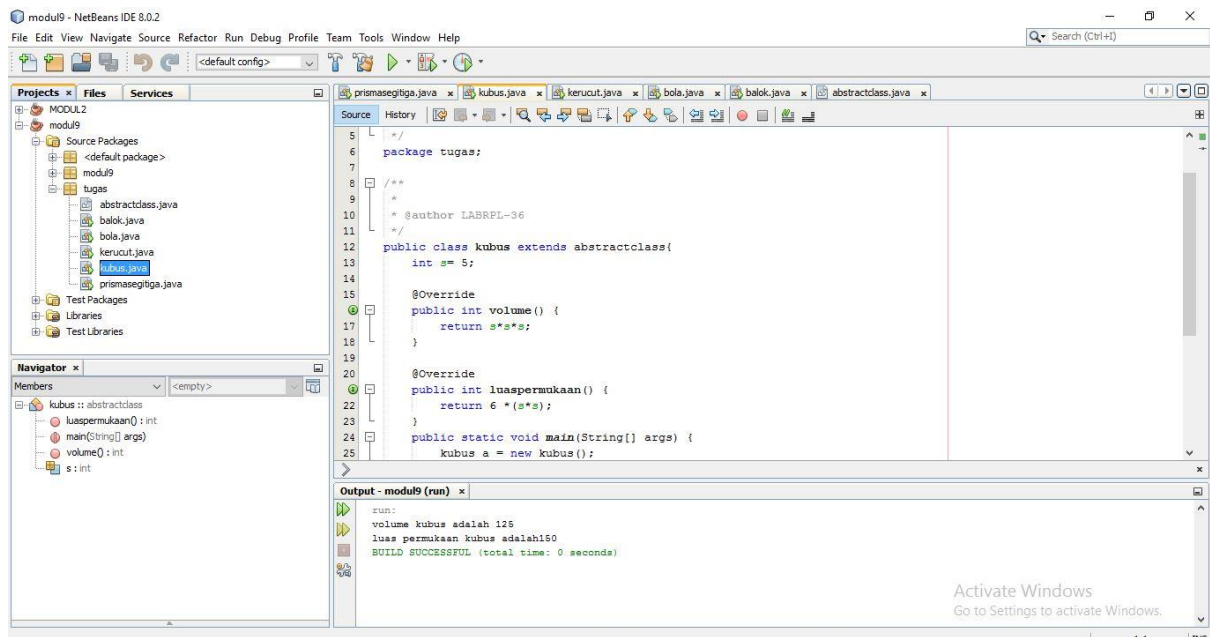 modul9 - NetBeans IDE 8.0.2
File Edit View Navigate Source Refactor Run Debug Profile Team Tools Window Help
Search (Ctrl+I)
<default config>
Projects Files Services
MODUL2
modul9
Source Packages
<default package>
modul9
tugas
abstractclass.java
balok.java
bola.java
kerucut.java
kubus.java
prismasegitiga.java
Test Packages
Libraries
Test Libraries
Navigator
Members <empty>
kubus :: abstractclass
luaspermukaan() : int
main(String[] args)
volume() : int
s : int
prismasegitiga.java kubus.java kerucut.java bola.java balok.java abstractclass.java
Source History
5 */
6 package tugas;
7
8 /**
9 *
10 * @author LABRPL-36
11 */
12 public class kubus extends abstractclass{
13 int s= 5;
14
15 @Override
public int volume() {
17 return s*s*s;
18 }
19
20 @Override
public int luaspermukaan() {
22 return 6 *(s*s);
23 }
24 public static void main(String[] args) {
25 kubus a = new kubus();
Output - modul9 (run)
run:
volume kubus adalah 125
luas permukaan kubus adalah150
BUILD SUCCESSFUL (total time: 0 seconds)
Activate Windows
Go to Settings to activate Windows.